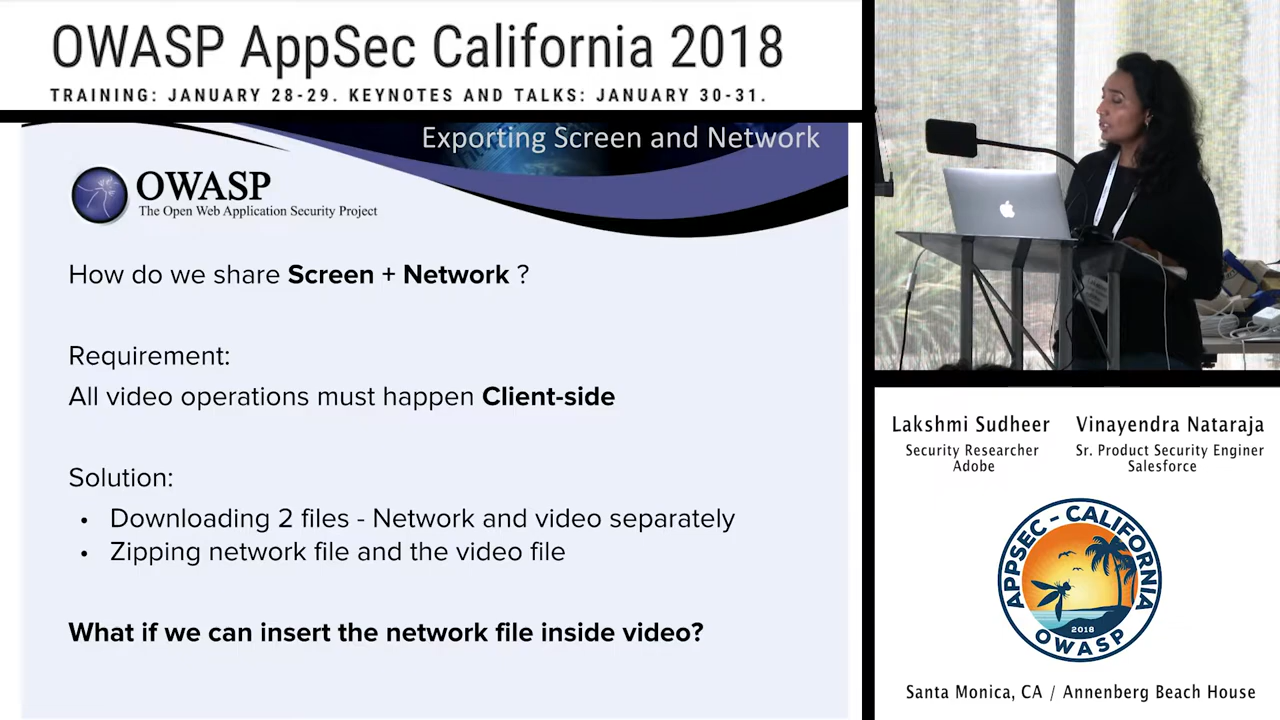 OWASP AppSec California 2018
TRAINING: JANUARY 28-29. KEYNOTES AND TALKS: JANUARY 30-31.
Exporting Screen and Network
OWASP
The Open Web Application Security Project
How do we share Screen + Network ?
Requirement:
All video operations must happen Client-side
Solution:
• Downloading 2 files - Network and video separately
• Zipping network file and the video file
What if we can insert the network file inside video?
Lakshmi Sudheer
Security Researcher
Adobe
Vinayendra Nataraja
Sr. Product Security Enginer
Salesforce
APPSEC - CALIFORNIA
2018
OWASP
Santa Monica, CA / Annenberg Beach House